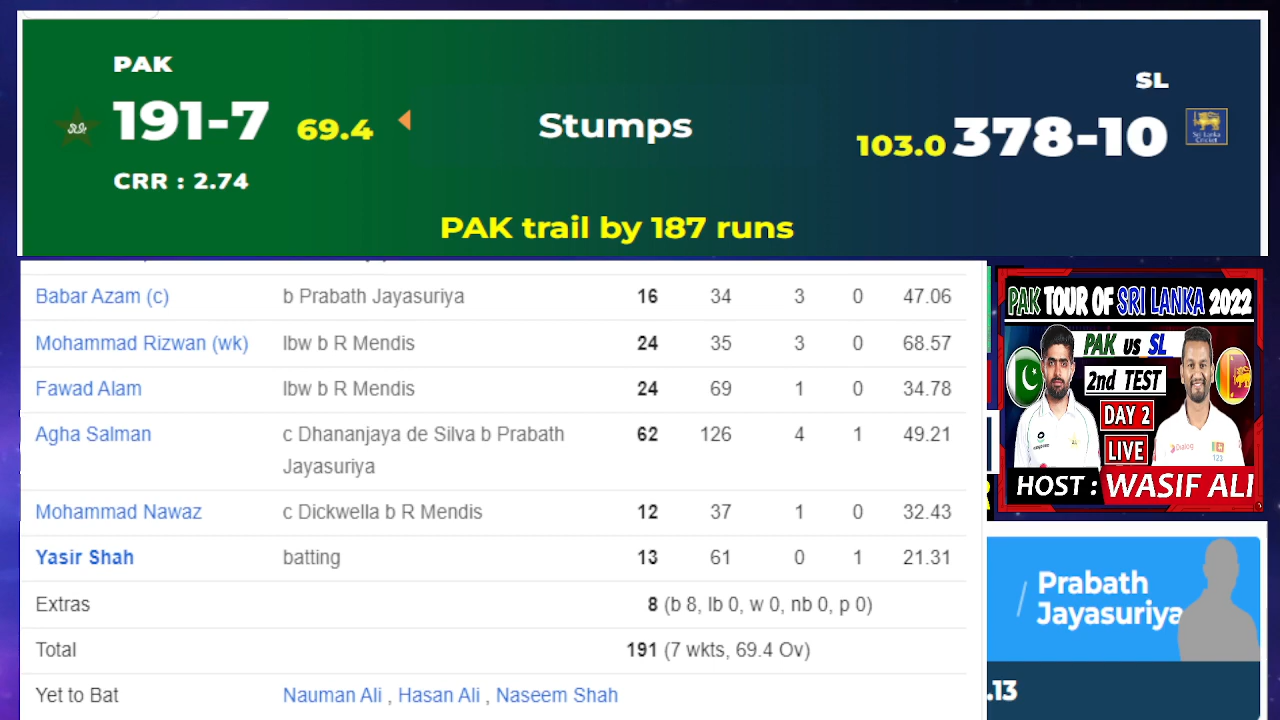 PAK
191-7 69.4
CRR : 2.74
Stumps
SL
103.0 378-10
Sri Lanka
Cricket
PAK trail by 187 runs
Babar Azam (c) b Prabath Jayasuriya 16 34 3 0 47.06
Mohammad Rizwan (wk) lbw b R Mendis 24 35 3 0 68.57
Fawad Alam lbw b R Mendis 24 69 1 0 34.78
Agha Salman c Dhananjaya de Silva b Prabath 62 126 4 1 49.21
Jayasuriya
Mohammad Nawaz c Dickwella b R Mendis 12 37 1 0 32.43
Yasir Shah batting 13 61 0 1 21.31
Extras 8 (b 8, lb 0, w 0, nb 0, p 0)
Total 191 (7 wkts, 69.4 Ov)
Yet to Bat Nauman Ali , Hasan Ali , Naseem Shah
PAK TOUR OF SRI LANKA 2022
PAK vs SL
2nd TEST
DAY 2
LIVE
Dialog
123
HOST : WASIF ALI
R
/ Prabath
Jayasuriya
.13